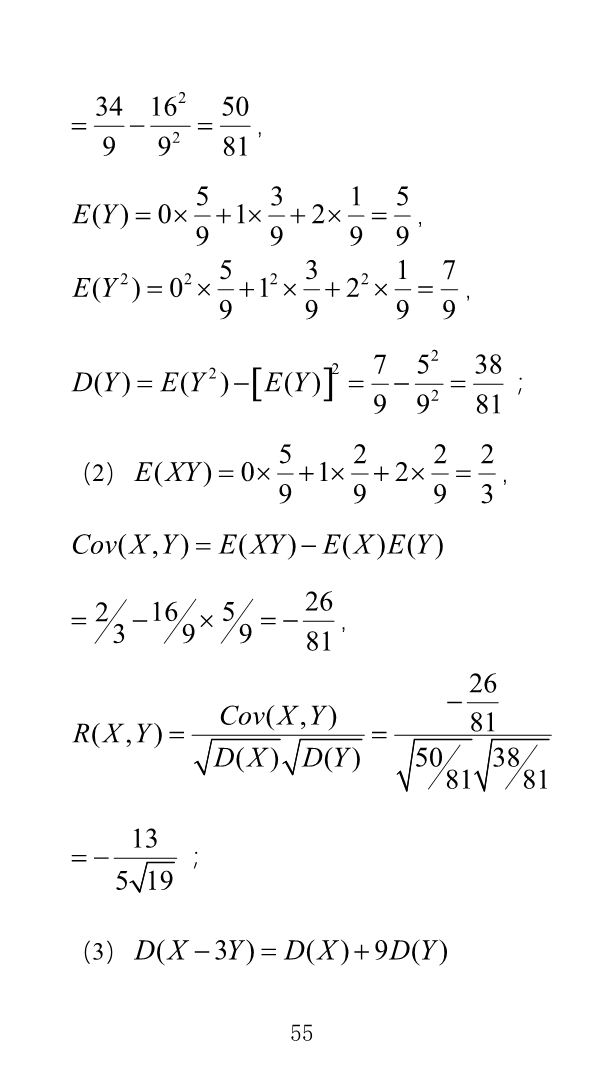 = 34/9 − 16²/9² = 50/81 ,
E(Y) = 0× 5/9 + 1× 3/9 + 2× 1/9 = 5/9 ,
E(Y²) = 0² × 5/9 + 1² × 3/9 + 2² × 1/9 = 7/9 ,
D(Y) = E(Y²) − [E(Y)]² = 7/9 − 5²/9² = 38/81 ;
（2） E(XY) = 0× 5/9 + 1× 2/9 + 2× 2/9 = 2/3 ,
Cov(X,Y) = E(XY) − E(X)E(Y)
= 2/3 − 16/9 × 5/9 = − 26/81 ,
R(X,Y) = Cov(X,Y) / (√D(X) √D(Y)) = (− 26/81) / (√(50/81) √(38/81))
= − 13/(5√19) ;
（3） D(X − 3Y) = D(X) + 9D(Y)
55